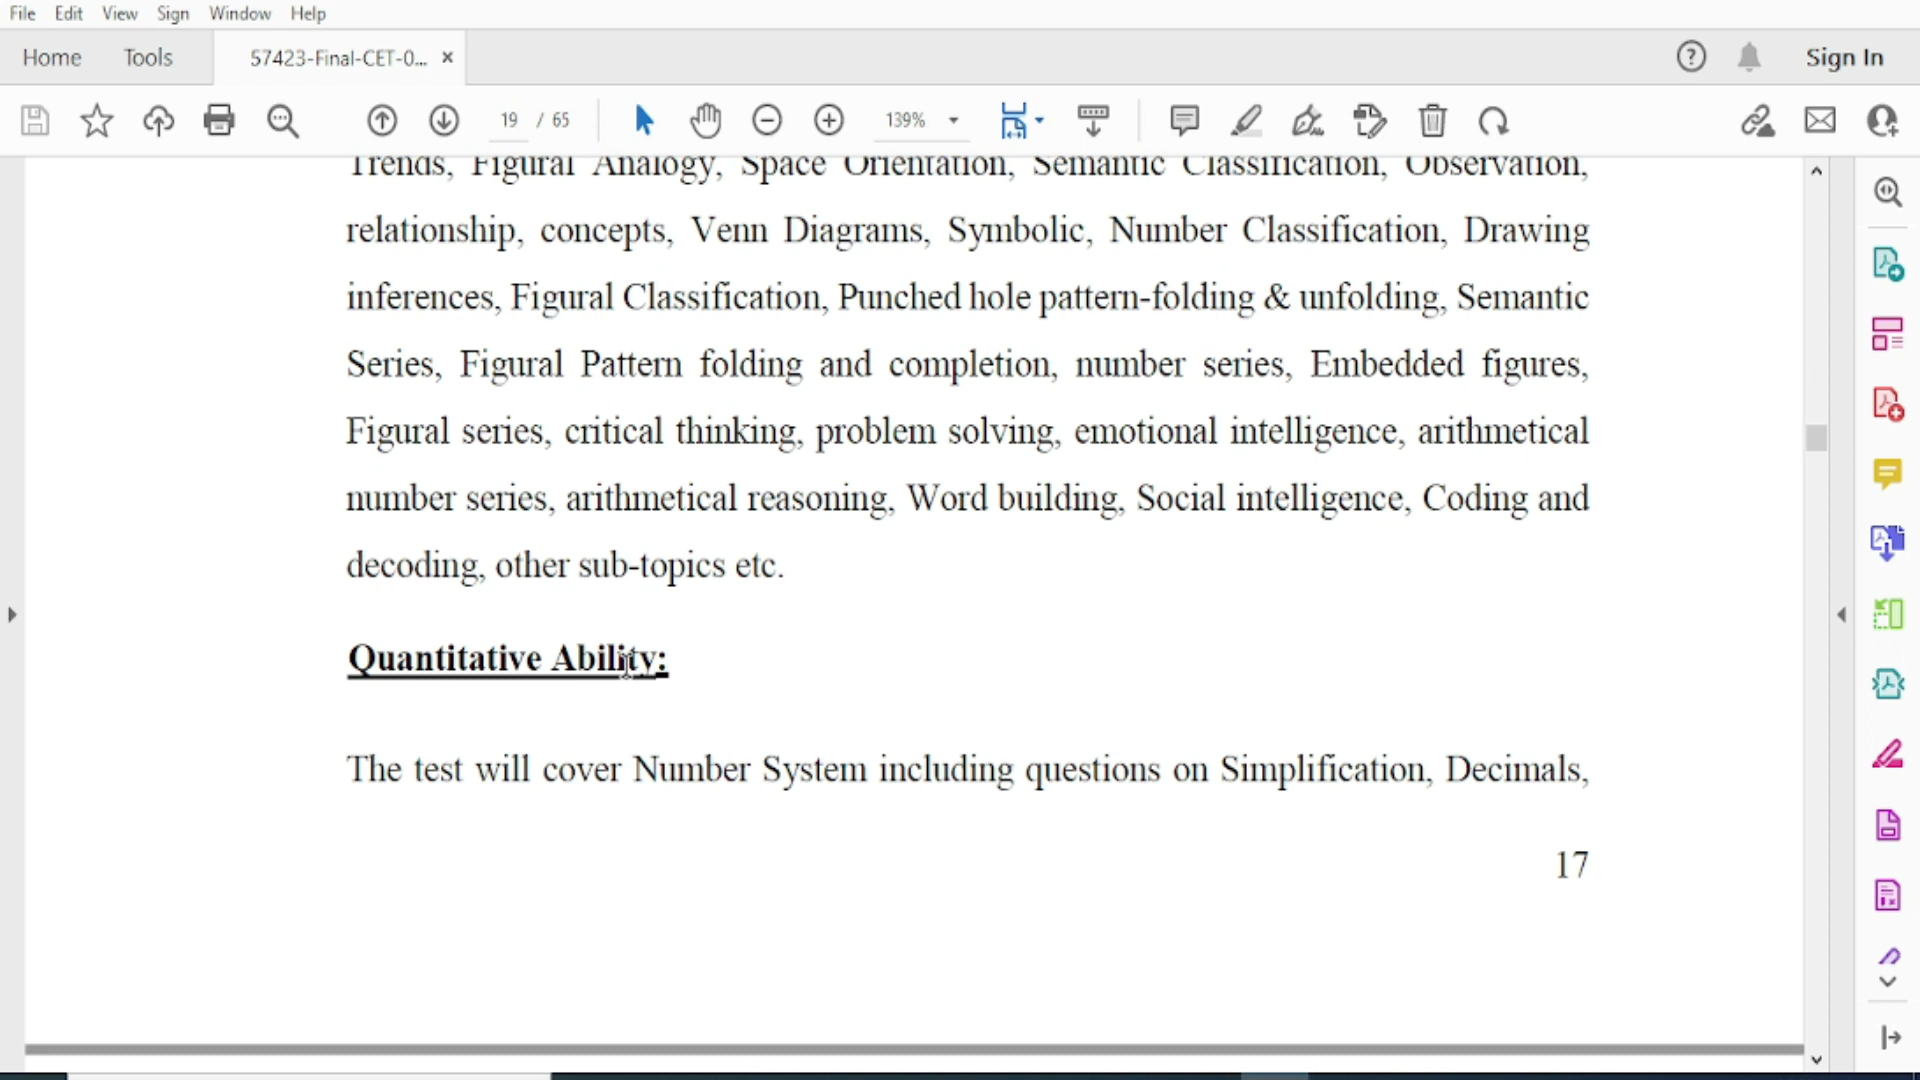 File Edit View Sign Window Help
Home Tools 57423-Final-CET-0... × Sign In
19 / 65 139%
Trends, Figural Analogy, Space Orientation, Semantic Classification, Observation,
relationship, concepts, Venn Diagrams, Symbolic, Number Classification, Drawing
inferences, Figural Classification, Punched hole pattern-folding & unfolding, Semantic
Series, Figural Pattern folding and completion, number series, Embedded figures,
Figural series, critical thinking, problem solving, emotional intelligence, arithmetical
number series, arithmetical reasoning, Word building, Social intelligence, Coding and
decoding, other sub-topics etc.
Quantitative Ability:
The test will cover Number System including questions on Simplification, Decimals,
17